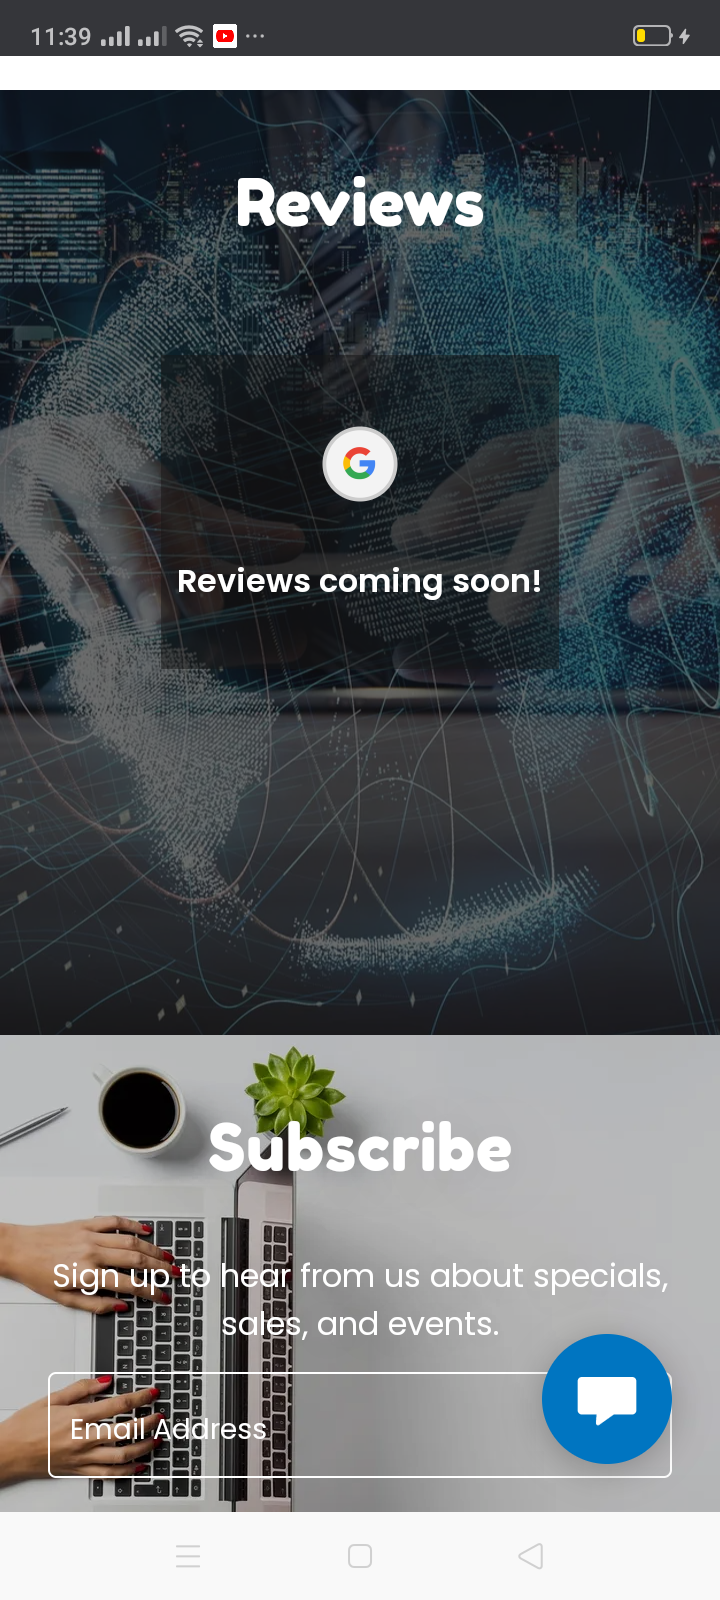 11:39
Reviews
Reviews coming soon!
Subscribe
Sign up to hear from us about specials,
sales, and events.
Email Address